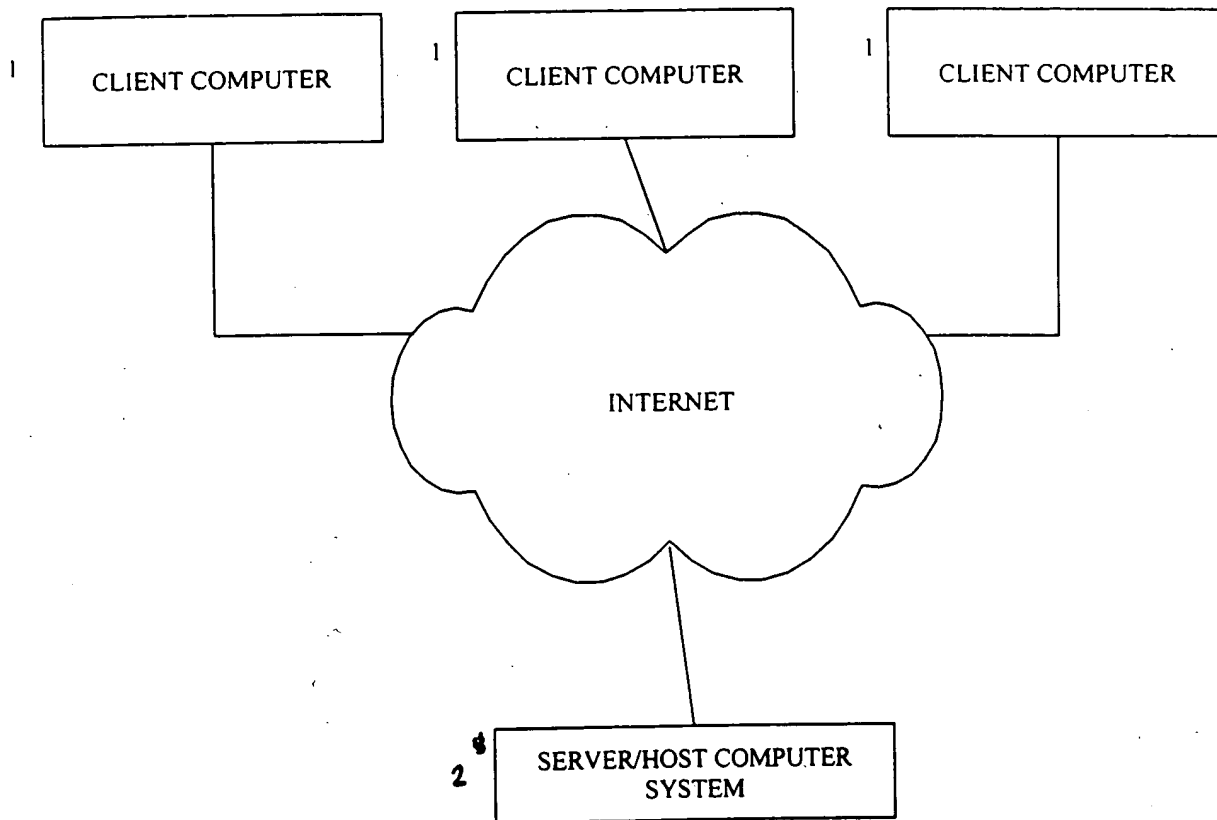 1 CLIENT COMPUTER 1 CLIENT COMPUTER 1 CLIENT COMPUTER
INTERNET
2 SERVER/HOST COMPUTER
SYSTEM